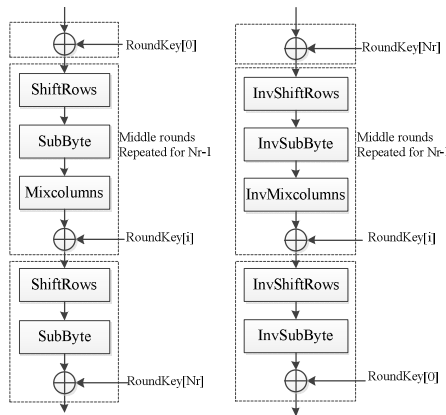 RoundKey[0]
ShiftRows
SubByte
Middle rounds
Repeated for Nr-1
Mixcolumns
RoundKey[i]
ShiftRows
SubByte
RoundKey[Nr]
RoundKey[Nr]
InvShiftRows
InvSubByte
Middle rounds
Repeated for Nr-
InvMixcolumns
RoundKey[i]
InvShiftRows
InvSubByte
RoundKey[0]